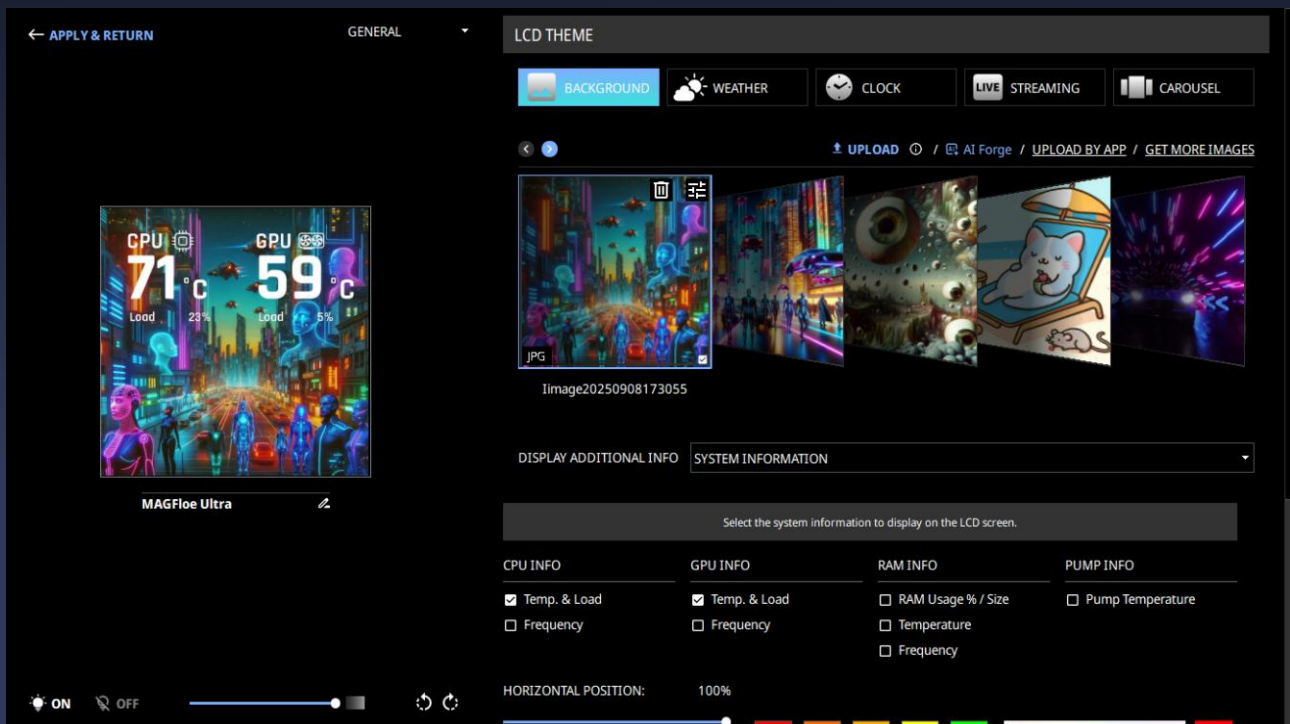 APPLY & RETURN
GENERAL
CPU
GPU
71°C
59°C
Load 23%
Load 5%
MAGFloe Ultra
ON
OFF
LCD THEME
BACKGROUND
WEATHER
CLOCK
LIVE STREAMING
CAROUSEL
UPLOAD / AI Forge / UPLOAD BY APP / GET MORE IMAGES
JPG
Iimage20250908173055
DISPLAY ADDITIONAL INFO SYSTEM INFORMATION
Select the system information to display on the LCD screen.
CPU INFO GPU INFO RAM INFO PUMP INFO
Temp. & Load Temp. & Load RAM Usage % / Size Pump Temperature
Frequency Frequency Temperature
Frequency
HORIZONTAL POSITION: 100%